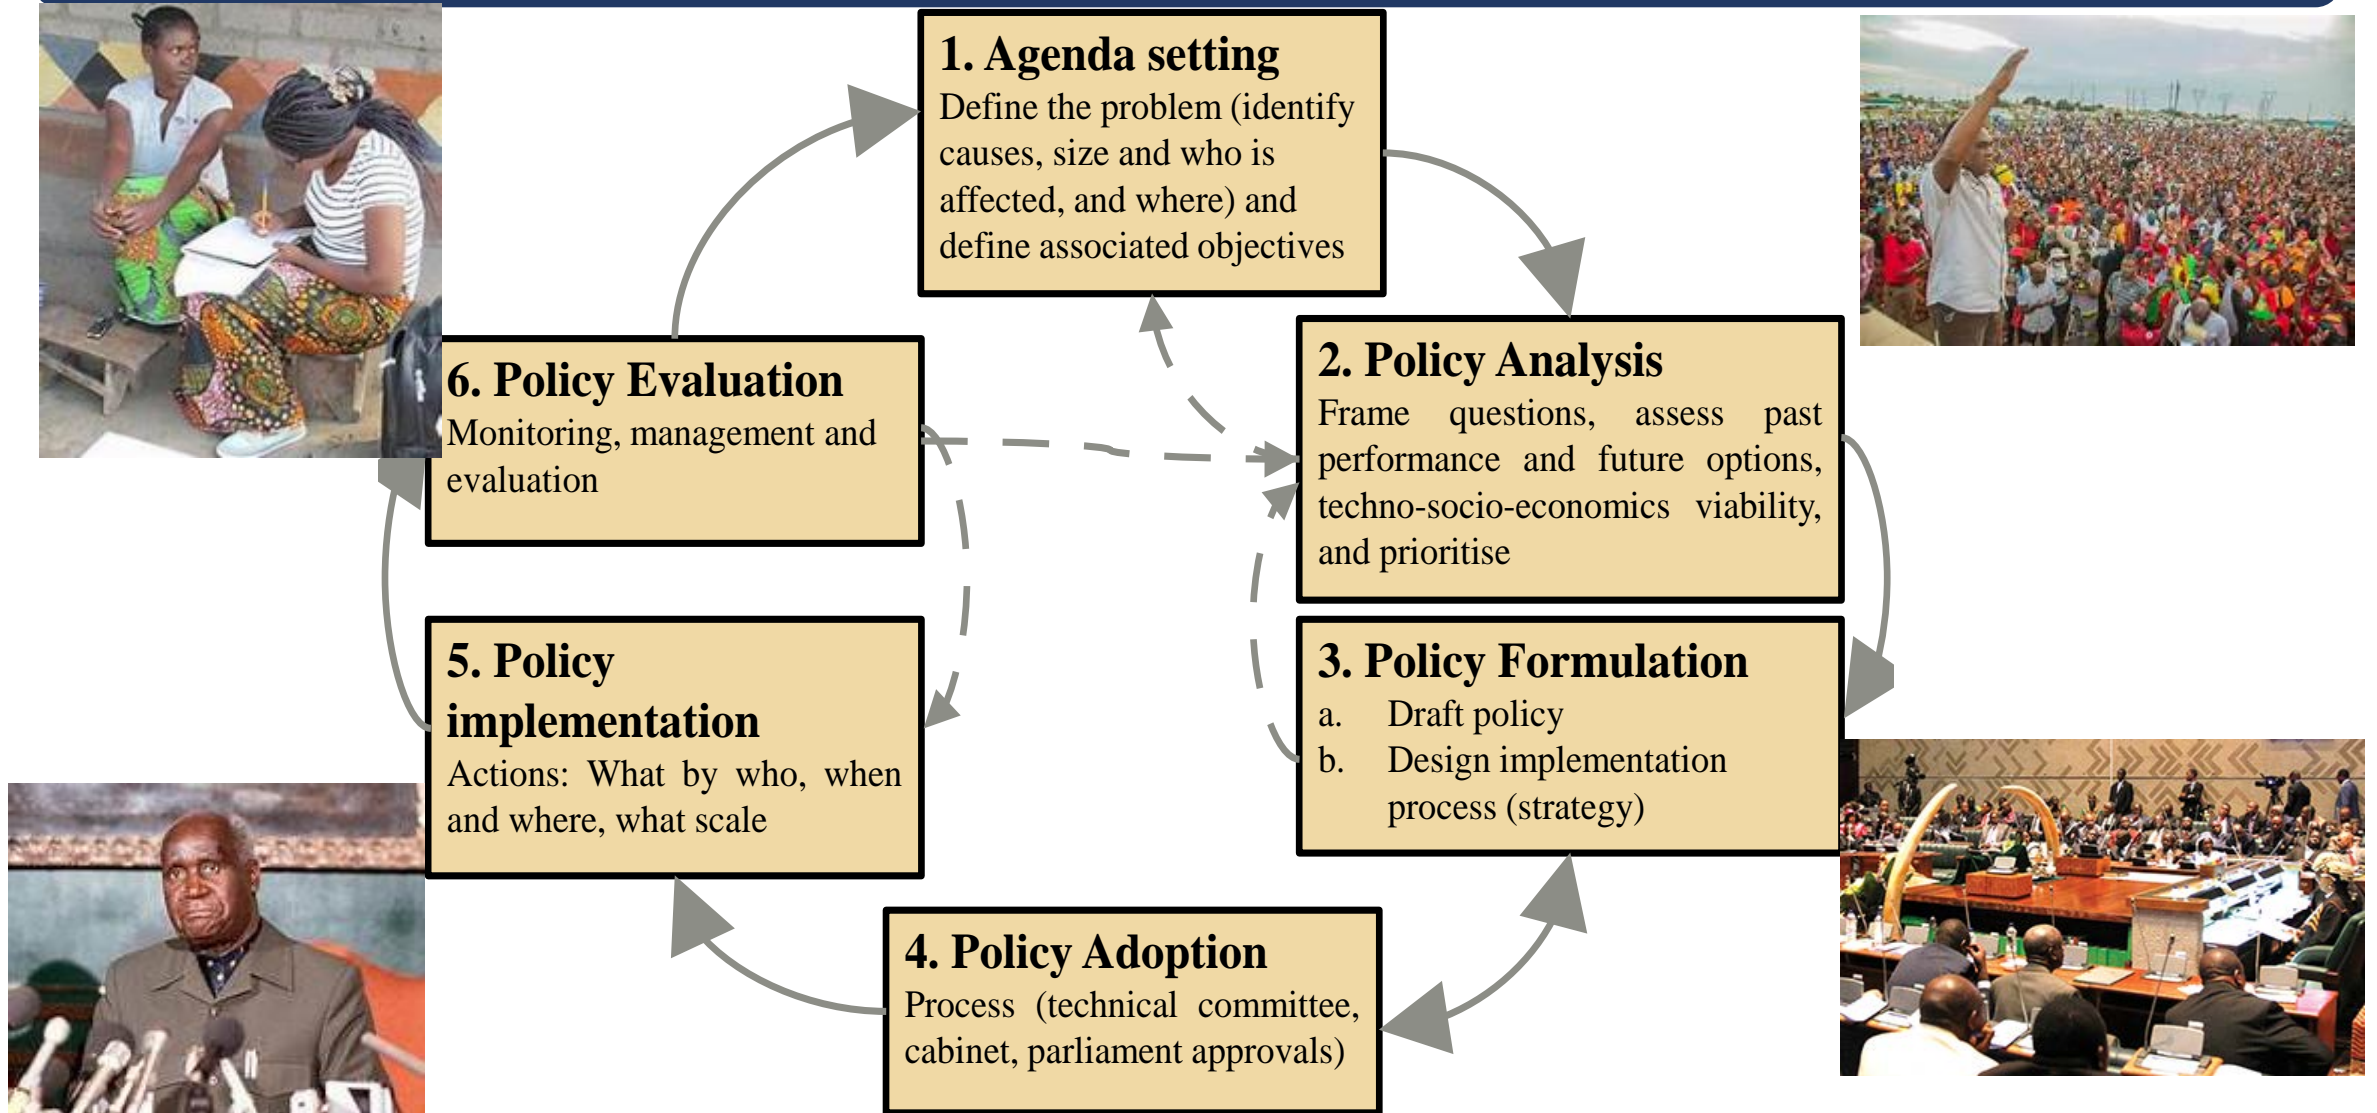 1. Agenda setting
Define the problem (identify
causes, size and who is
affected, and where) and
define associated objectives
2. Policy Analysis
Frame questions, assess past
performance and future options,
techno-socio-economics viability,
and prioritise
3. Policy Formulation
a. Draft policy
b. Design implementation
process (strategy)
4. Policy Adoption
Process (technical committee,
cabinet, parliament approvals)
5. Policy
implementation
Actions: What by who, when
and where, what scale
6. Policy Evaluation
Monitoring, management and
evaluation